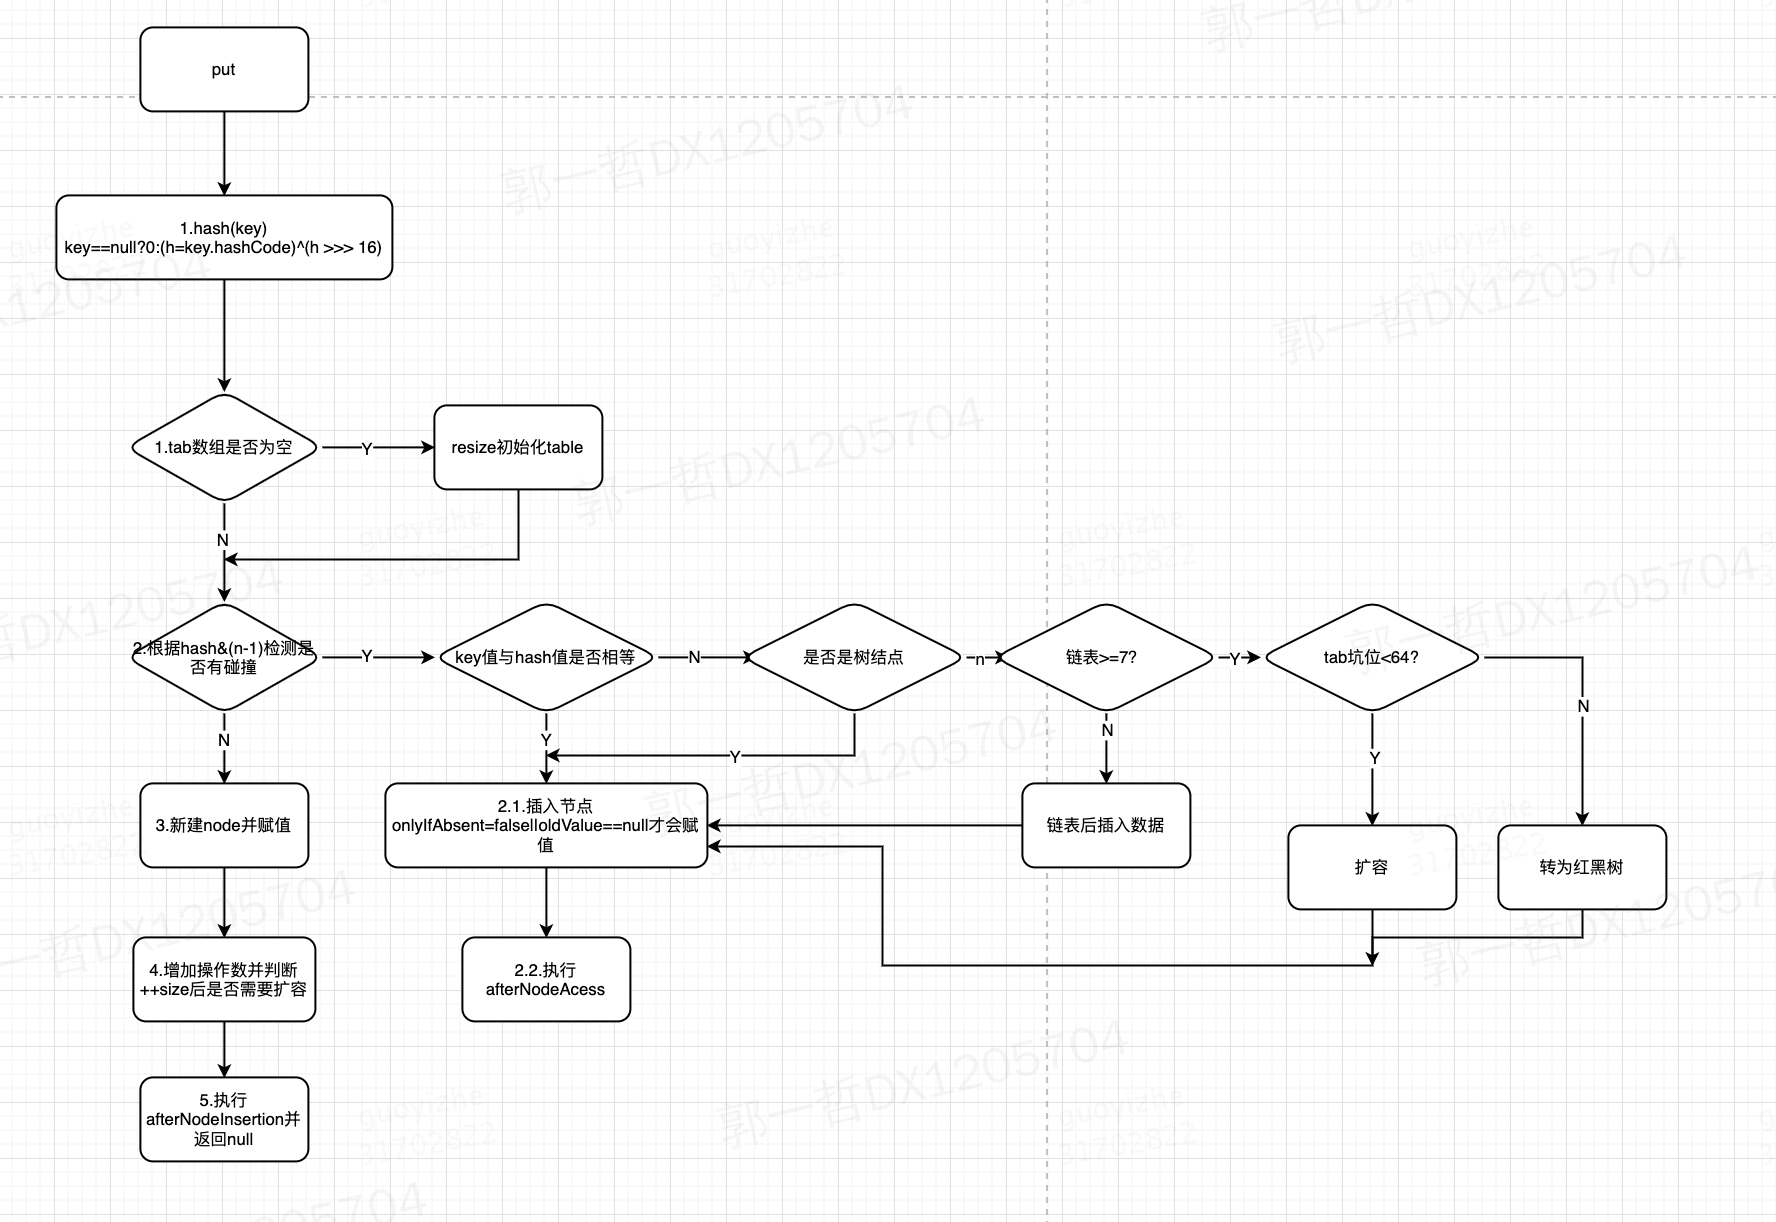 put
1.hash(key)
key==null?0:(h=key.hashCode)^(h >>> 16)
1.tab数组是否为空
Y
resize初始化table
N
2.根据hash&(n-1)检测是
否有碰撞
Y
key值与hash值是否相等
N
是否是树结点
n
链表>=7?
Y
tab坑位<64?
N
N
Y
Y
N
Y
3.新建node并赋值
2.1.插入节点
onlyIfAbsent=false||oldValue==null才会赋
值
链表后插入数据
扩容
转为红黑树
4.增加操作数并判断
++size后是否需要扩容
2.2.执行
afterNodeAcess
5.执行
afterNodeInsertion并
返回null
郭一哲DX1205704
guoyizhe
31702822